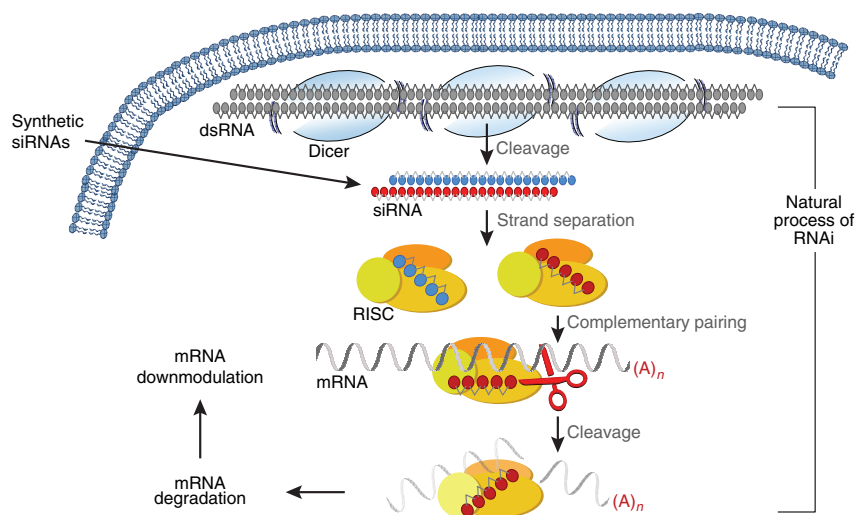 Synthetic
siRNAs
dsRNA
Dicer
Cleavage
siRNA
Strand separation
Natural
process of
RNAi
RISC
Complementary pairing
mRNA
downmodulation
mRNA
(A)n
Cleavage
mRNA
degradation
(A)n